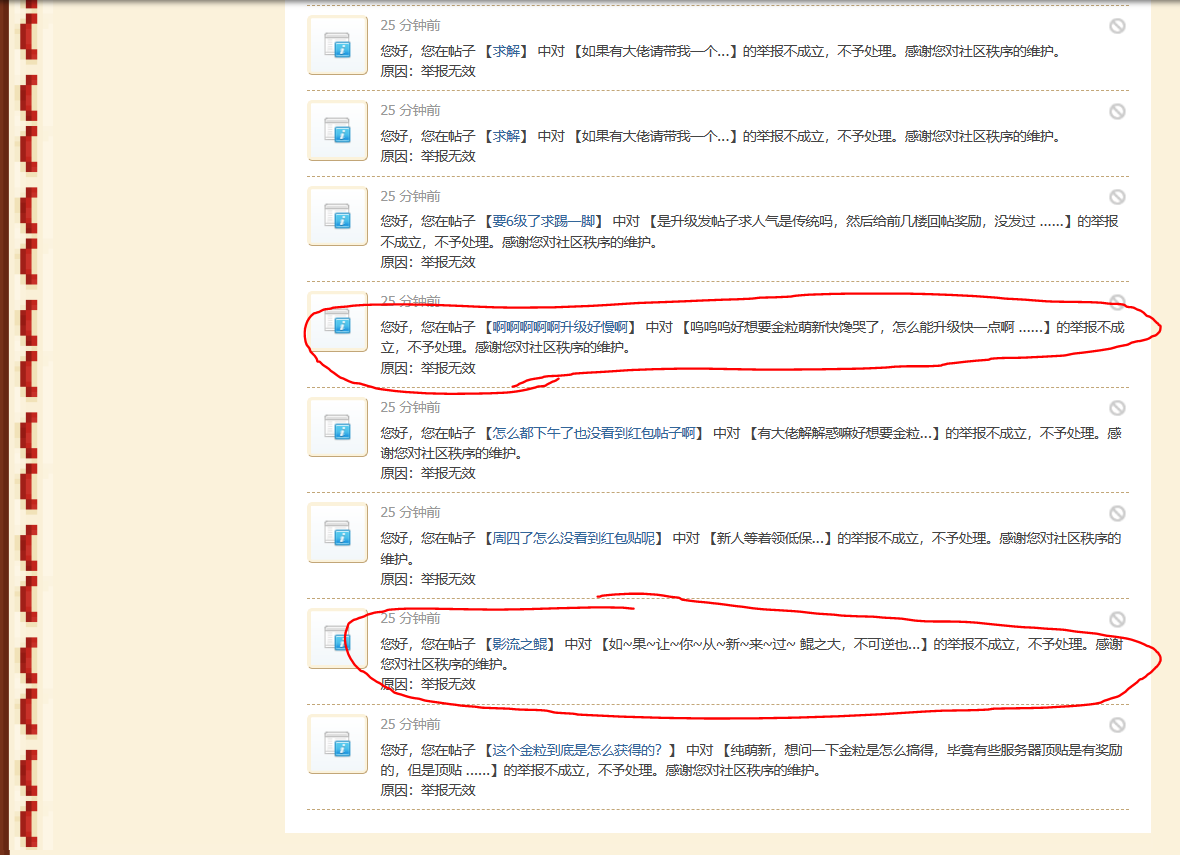 25 分钟前
您好，您在帖子 【求解】 中对 【如果有大佬请带我一个...】的举报不成立，不予处理。感谢您对社区秩序的维护。
原因：举报无效
25 分钟前
您好，您在帖子 【求解】 中对 【如果有大佬请带我一个...】的举报不成立，不予处理。感谢您对社区秩序的维护。
原因：举报无效
25 分钟前
您好，您在帖子 【要6级了求踢一脚】 中对 【是升级发帖子求人气是传统吗，然后给前几楼回帖奖励，没发过 ......】的举报
不成立，不予处理。感谢您对社区秩序的维护。
原因：举报无效
25 分钟前
您好，您在帖子 【啊啊啊啊啊升级好慢啊】 中对 【呜呜呜好想要金粒萌新快馋哭了，怎么能升级快一点啊 ......】的举报不成
立，不予处理。感谢您对社区秩序的维护。
原因：举报无效
25 分钟前
您好，您在帖子 【怎么都下午了也没看到红包帖子啊】 中对 【有大佬解解惑嘛好想要金粒...】的举报不成立，不予处理。感
谢您对社区秩序的维护。
原因：举报无效
25 分钟前
您好，您在帖子 【周四了怎么没看到红包贴呢】 中对 【新人等着领低保...】的举报不成立，不予处理。感谢您对社区秩序的
维护。
原因：举报无效
25 分钟前
您好，您在帖子 【影流之鲲】 中对 【如~果~让~你~从~新~来~过~ 鲲之大，不可逆也...】的举报不成立，不予处理。感谢
您对社区秩序的维护。
原因：举报无效
25 分钟前
您好，您在帖子 【这个金粒到底是怎么获得的？】 中对 【纯萌新，想问一下金粒是怎么搞得，毕竟有些服务器顶贴是有奖励
的，但是顶贴 ......】的举报不成立，不予处理。感谢您对社区秩序的维护。
原因：举报无效